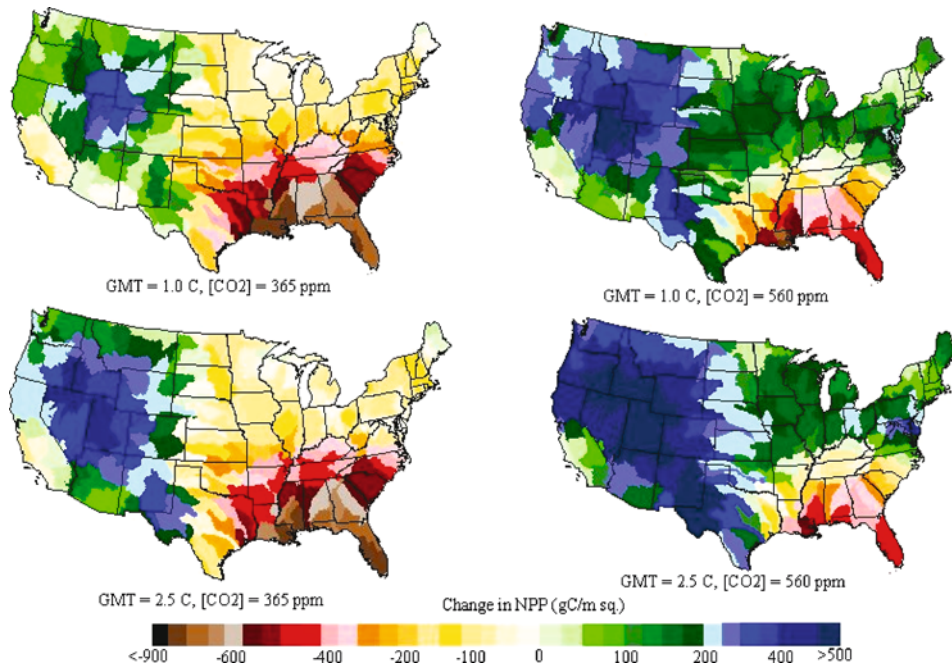 GMT = 1.0 C, [CO2] = 365 ppm
GMT = 1.0 C, [CO2] = 560 ppm
GMT = 2.5 C, [CO2] = 365 ppm
GMT = 2.5 C, [CO2] = 560 ppm
Change in NPP (gC/m sq.)
<-900 -600 -400 -200 -100 0 100 200 400 >500